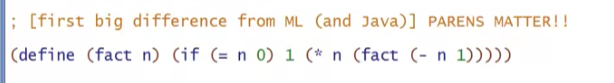 ; [first big difference from ML (and Java)] PARENS MATTER!!
(define (fact n) (if (= n 0) 1 (* n (fact (- n 1)))))